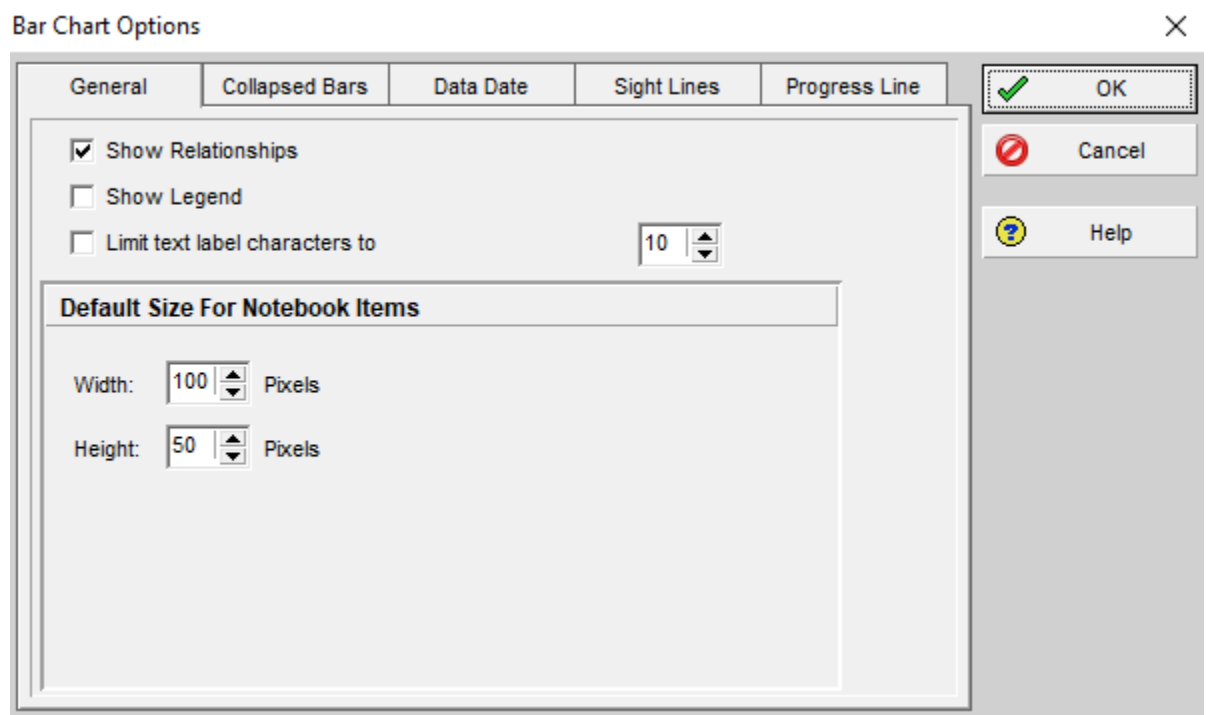 Bar Chart Options
General Collapsed Bars Data Date Sight Lines Progress Line
OK
Show Relationships
Cancel
Show Legend
Limit text label characters to 10
Help
Default Size For Notebook Items
Width: 100 Pixels
Height: 50 Pixels